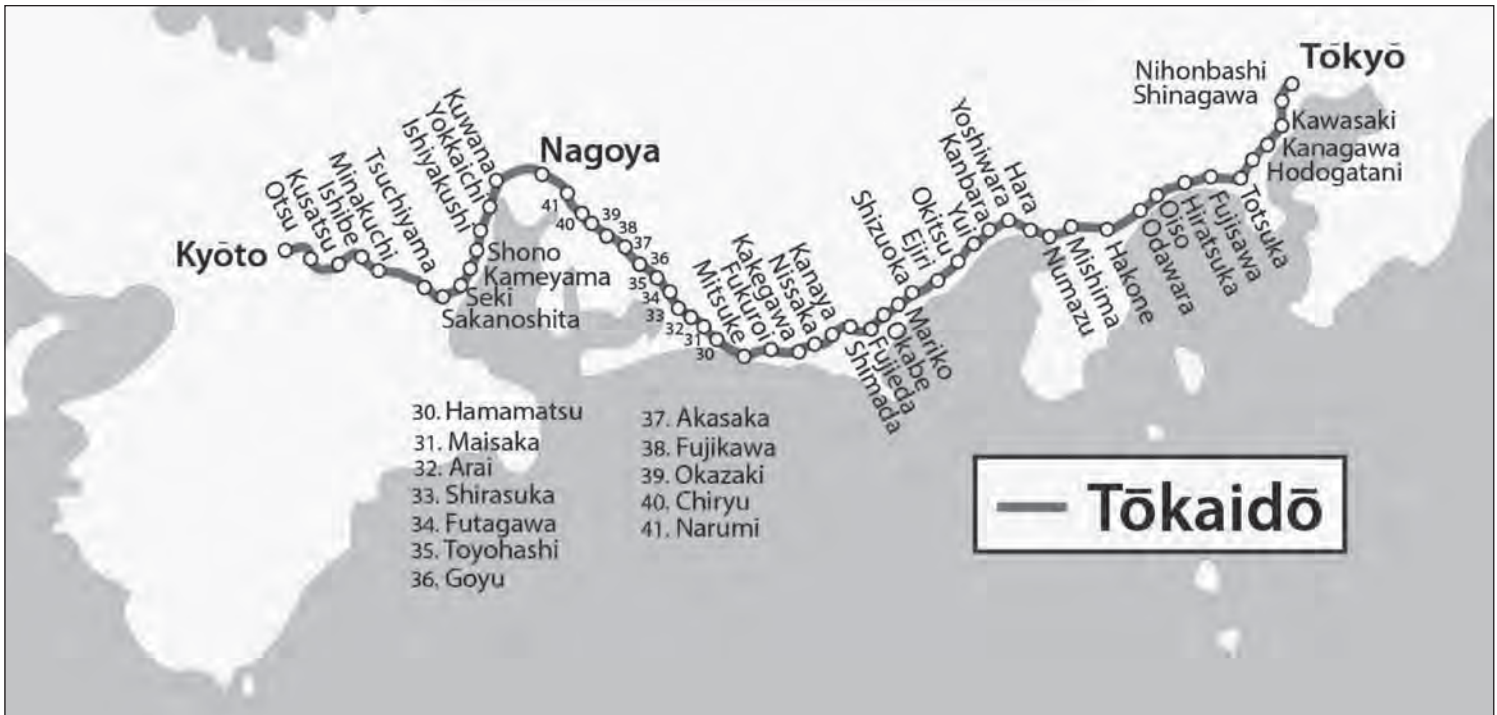 Tōkyō
Nihonbashi
Shinagawa
Kawasaki
Kanagawa
Hodogatani
Totsuka
Fujisawa
Hiratsuka
Oiso
Odawara
Hakone
Mishima
Numazu
Hara
Yoshiwara
Kanbara
Yui
Okitsu
Ejiri
Shizuoka
Mariko
Okabe
Fujieda
Shimada
Kanaya
Nissaka
Kakegawa
Fukuroi
Mitsuke
30
31
32
33
34
35
36
37
38
39
40
41
Nagoya
Kuwana
Yokkaichi
Ishiyakushi
Shono
Kameyama
Seki
Sakanoshita
Tsuchiyama
Minakuchi
Ishibe
Kusatsu
Otsu
Kyōto
30. Hamamatsu
31. Maisaka
32. Arai
33. Shirasuka
34. Futagawa
35. Toyohashi
36. Goyu
37. Akasaka
38. Fujikawa
39. Okazaki
40. Chiryu
41. Narumi
Tōkaidō